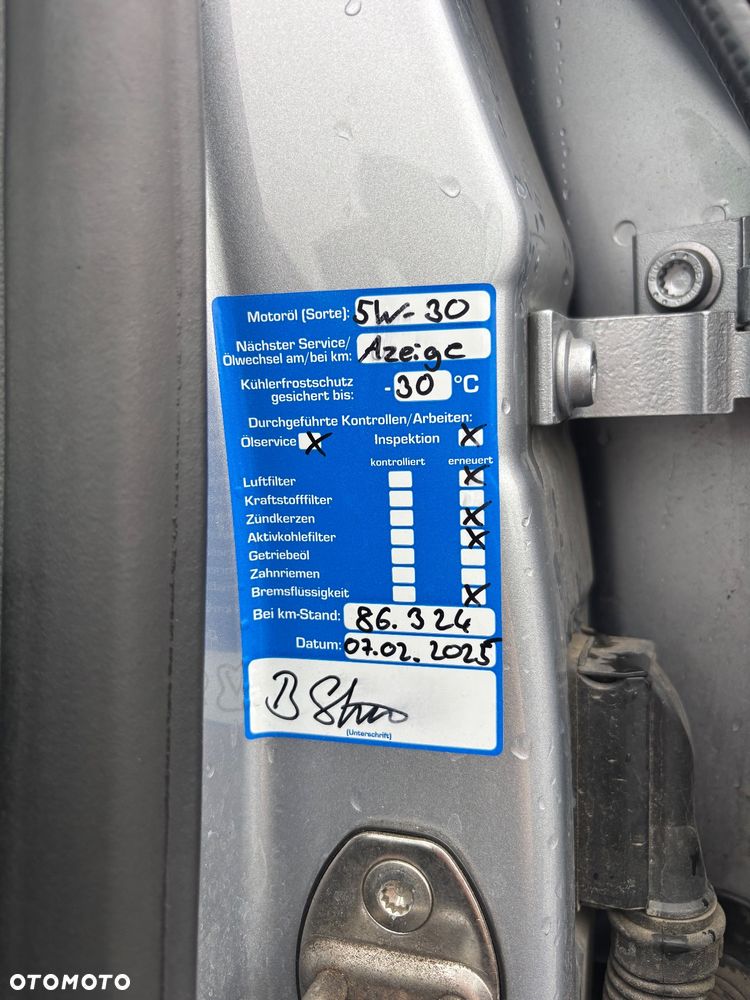 Motoröl (Sorte): 5W-30
Nächster Service/
Ölwechsel am/bei km: Azeige
Kühlerfrostschutz
gesichert bis: -30 °C
Durchgeführte Kontrollen/Arbeiten:
Ölservice X Inspektion X
kontrolliert erneuert
Luftfilter X
Kraftstofffilter
Zündkerzen X
Aktivkohlefilter X
Getriebeöl
Zahnriemen
Bremsflüssigkeit X
Bei km-Stand: 86.324
Datum: 07.02.2025
(Unterschrift)
OTOMOTO